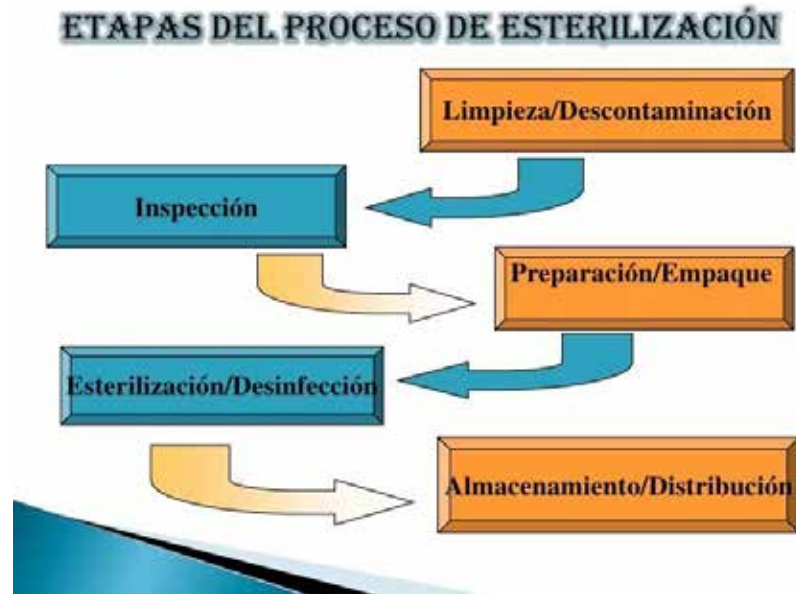 ETAPAS DEL PROCESO DE ESTERILIZACIÓN
Limpieza/Descontaminación
Inspección
Preparación/Empaque
Esterilización/Desinfección
Almacenamiento/Distribución